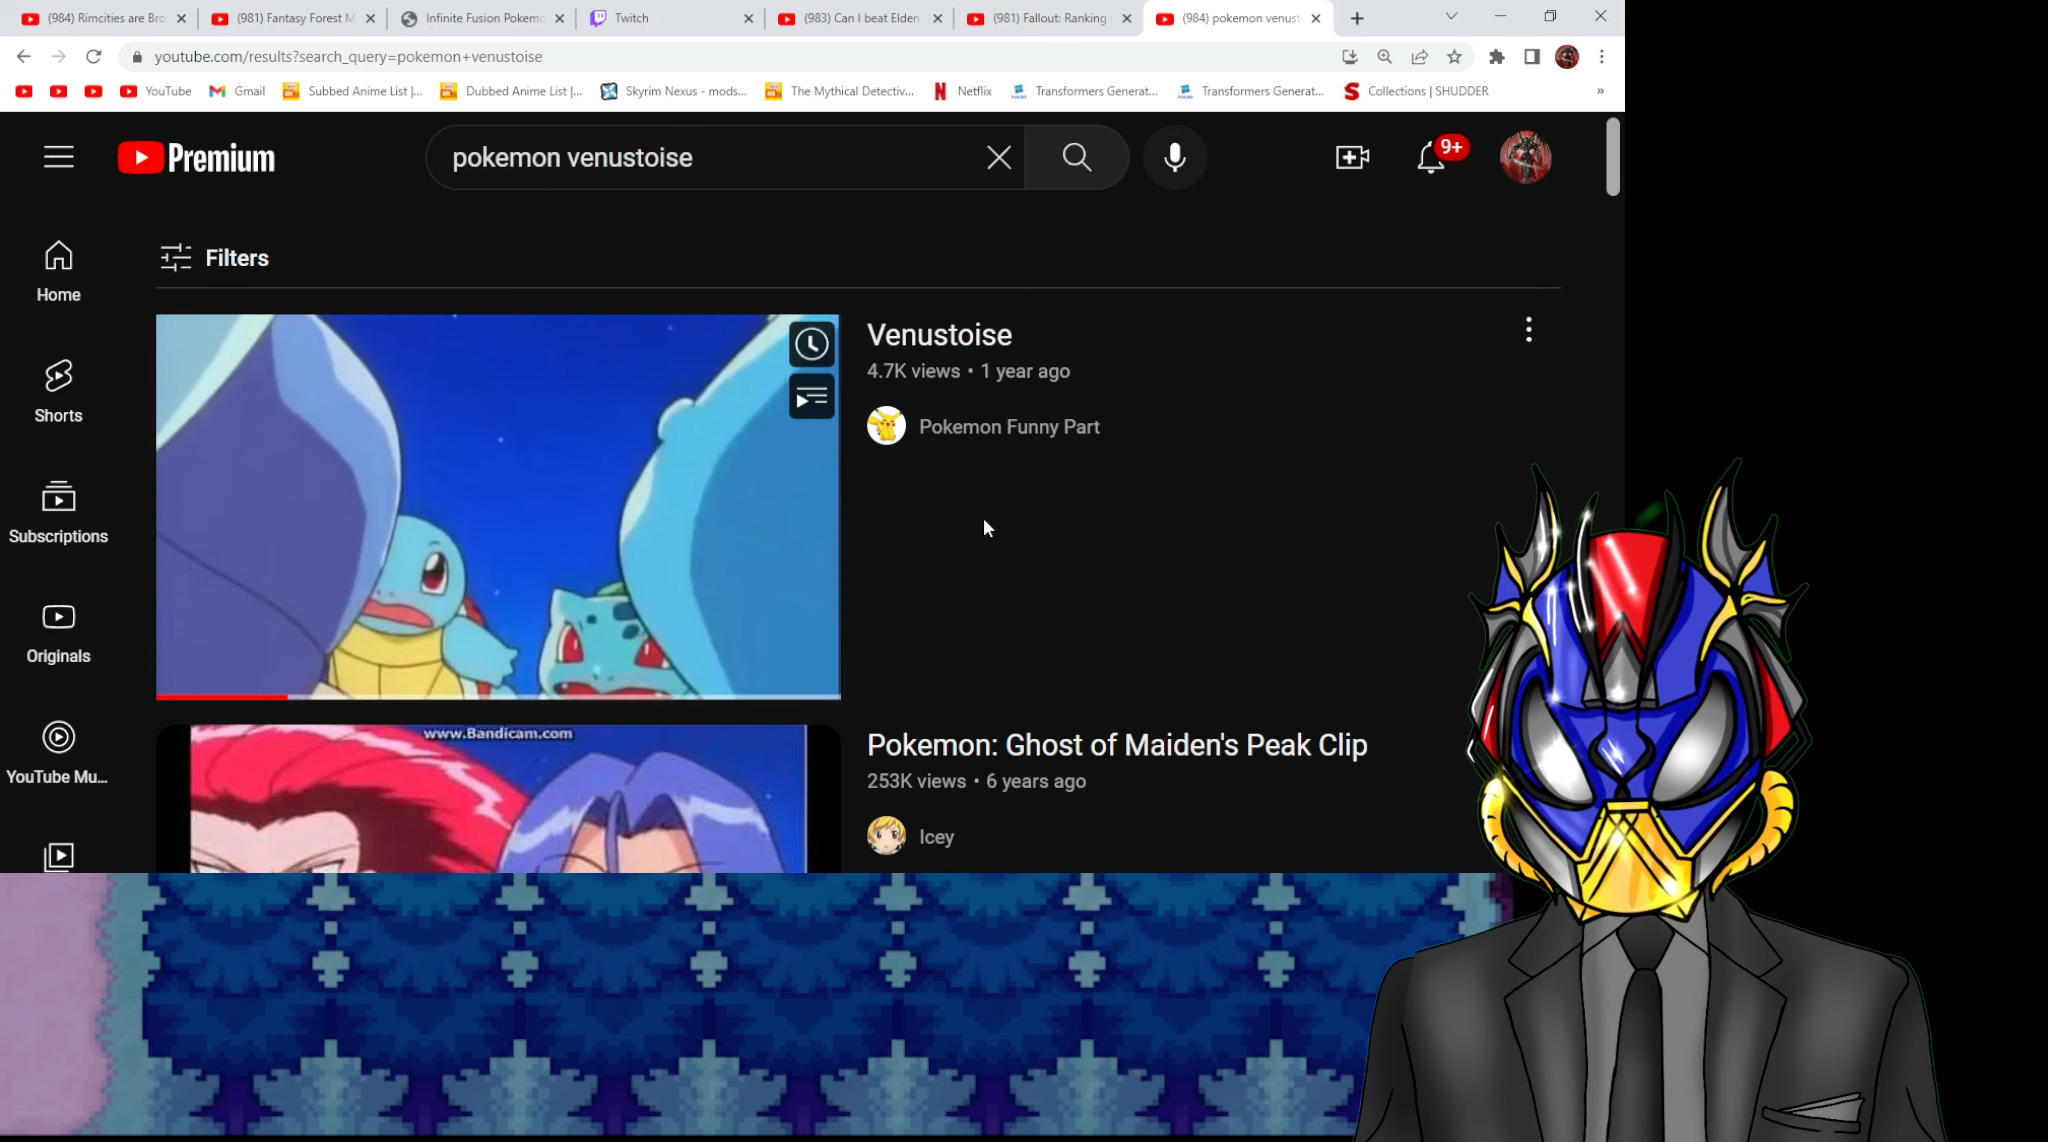 (984) Rimcities are Bro
(981) Fantasy Forest M
Infinite Fusion Pokemo
Twitch
(983) Can I beat Elden
(981) Fallout: Ranking
(984) pokemon venust
youtube.com/results?search_query=pokemon+venustoise
YouTube
Gmail
Subbed Anime List |...
Dubbed Anime List |...
Skyrim Nexus - mods...
The Mythical Detectiv...
Netflix
Transformers Generat...
Transformers Generat...
Collections | SHUDDER
»
Premium
pokemon venustoise
9+
Filters
Home
Shorts
Subscriptions
Originals
YouTube Mu...
Venustoise
4.7K views • 1 year ago
Pokemon Funny Part
www.Bandicam.com
Pokemon: Ghost of Maiden's Peak Clip
253K views • 6 years ago
Icey